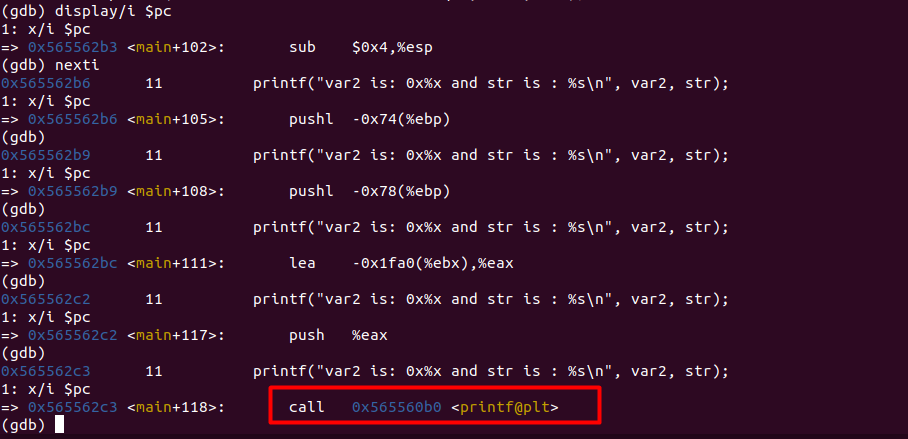 (gdb) display/i $pc
1: x/i $pc
=> 0x565562b3 <main+102>:	sub    $0x4,%esp
(gdb) nexti
0x565562b6	11	    printf("var2 is: 0x%x and str is : %s\n", var2, str);
1: x/i $pc
=> 0x565562b6 <main+105>:	pushl  -0x74(%ebp)
(gdb)
0x565562b9	11	    printf("var2 is: 0x%x and str is : %s\n", var2, str);
1: x/i $pc
=> 0x565562b9 <main+108>:	pushl  -0x78(%ebp)
(gdb)
0x565562bc	11	    printf("var2 is: 0x%x and str is : %s\n", var2, str);
1: x/i $pc
=> 0x565562bc <main+111>:	lea    -0x1fa0(%ebx),%eax
(gdb)
0x565562c2	11	    printf("var2 is: 0x%x and str is : %s\n", var2, str);
1: x/i $pc
=> 0x565562c2 <main+117>:	push   %eax
(gdb)
0x565562c3	11	    printf("var2 is: 0x%x and str is : %s\n", var2, str);
1: x/i $pc
=> 0x565562c3 <main+118>:	call   0x565560b0 <printf@plt>
(gdb)